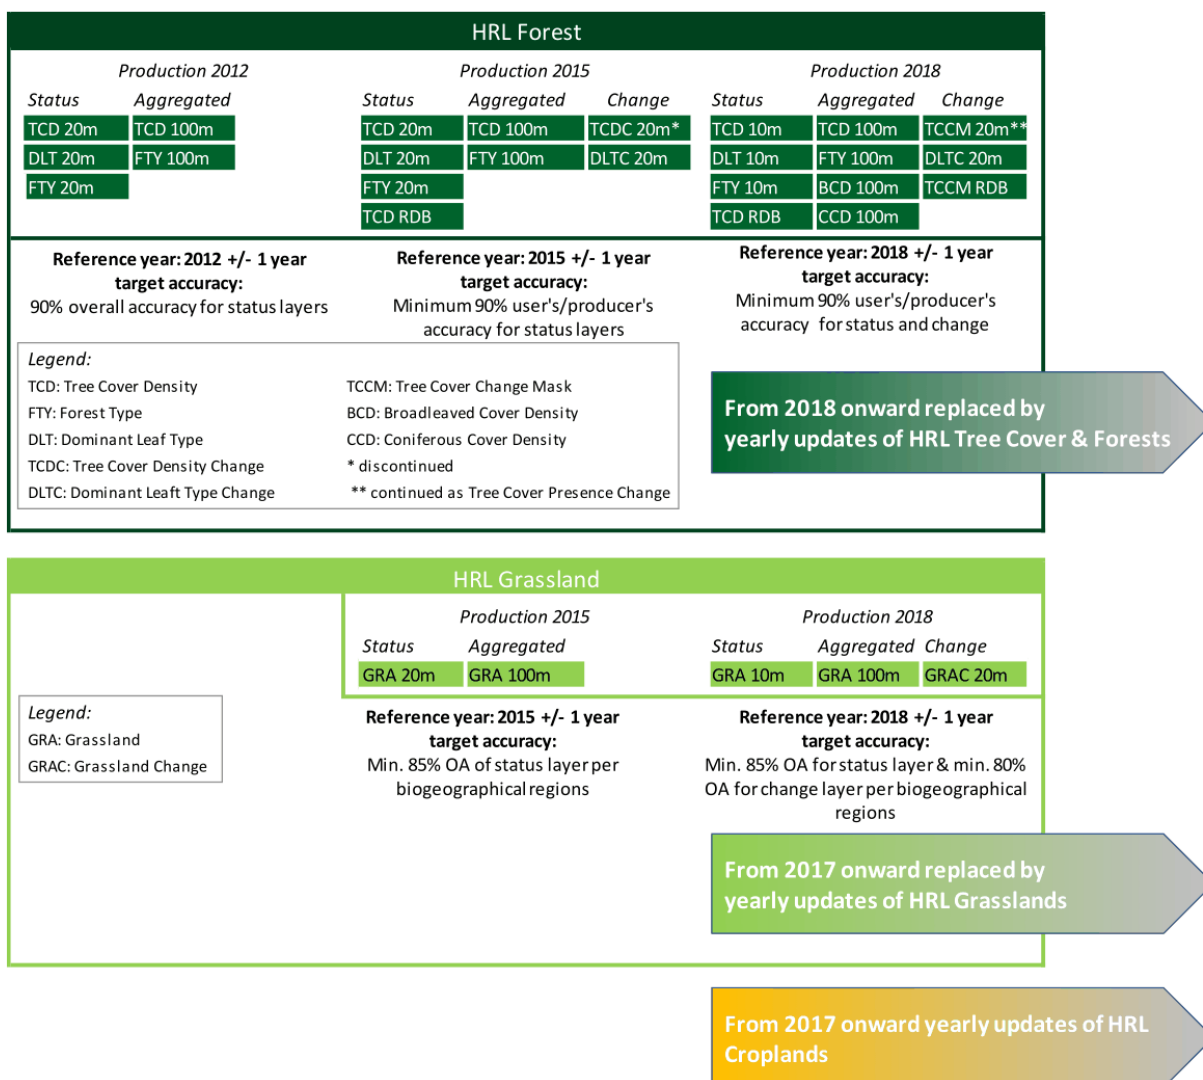 HRL Forest
Production 2012
Status Aggregated
TCD 20m TCD 100m
DLT 20m FTY 100m
FTY 20m
Production 2015
Status Aggregated Change
TCD 20m TCD 100m TCDC 20m*
DLT 20m FTY 100m DLTC 20m
FTY 20m
TCD RDB
Production 2018
Status Aggregated Change
TCD 10m TCD 100m TCCM 20m**
DLT 10m FTY 100m DLTC 20m
FTY 10m BCD 100m TCCM RDB
TCD RDB CCD 100m
Reference year: 2012 +/- 1 year
target accuracy:
90% overall accuracy for status layers
Reference year: 2015 +/- 1 year
target accuracy:
Minimum 90% user's/producer's
accuracy for status layers
Reference year: 2018 +/- 1 year
target accuracy:
Minimum 90% user's/producer's
accuracy for status and change
Legend:
TCD: Tree Cover Density
FTY: Forest Type
DLT: Dominant Leaf Type
TCDC: Tree Cover Density Change
DLTC: Dominant Leaft Type Change
TCCM: Tree Cover Change Mask
BCD: Broadleaved Cover Density
CCD: Coniferous Cover Density
* discontinued
** continued as Tree Cover Presence Change
From 2018 onward replaced by
yearly updates of HRL Tree Cover & Forests
HRL Grassland
Production 2015
Status Aggregated
GRA 20m GRA 100m
Production 2018
Status Aggregated Change
GRA 10m GRA 100m GRAC 20m
Legend:
GRA: Grassland
GRAC: Grassland Change
Reference year: 2015 +/- 1 year
target accuracy:
Min. 85% OA of status layer per
biogeographical regions
Reference year: 2018 +/- 1 year
target accuracy:
Min. 85% OA for status layer & min. 80%
OA for change layer per biogeographical
regions
From 2017 onward replaced by
yearly updates of HRL Grasslands
From 2017 onward yearly updates of HRL
Croplands